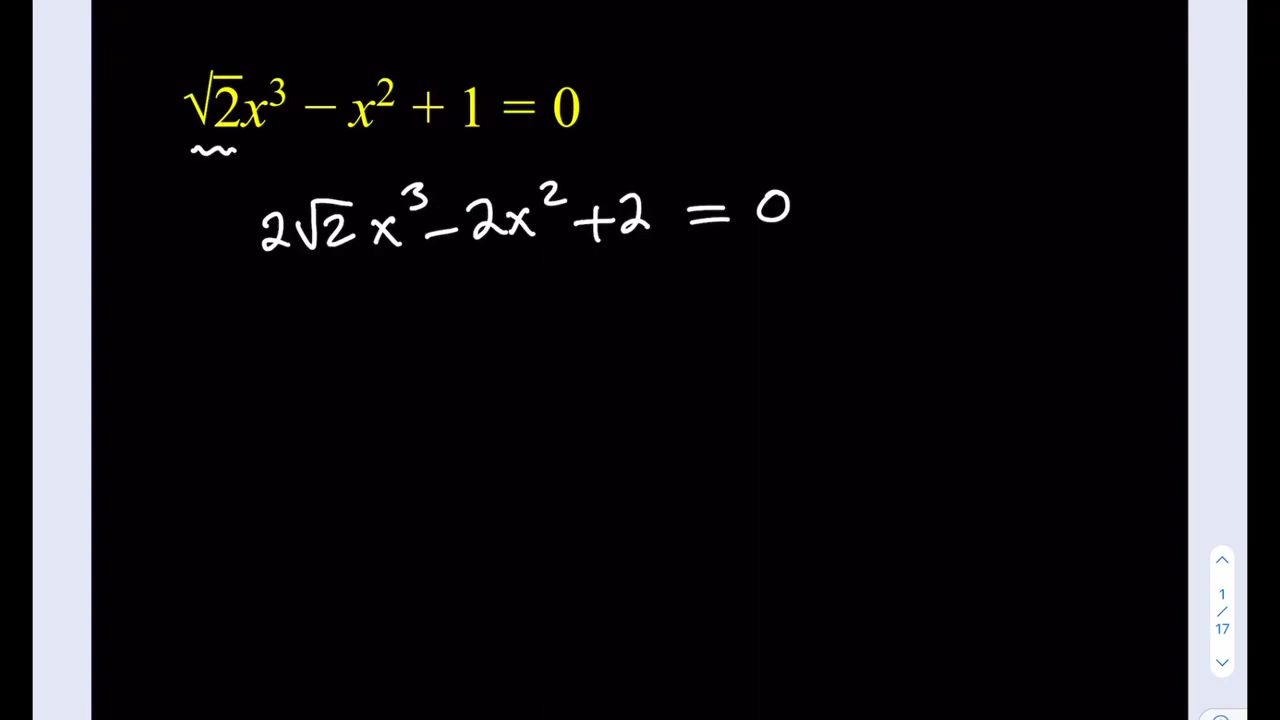 √2x³ − x² + 1 = 0
2√2 x³ − 2x² + 2 = 0
1
/
17